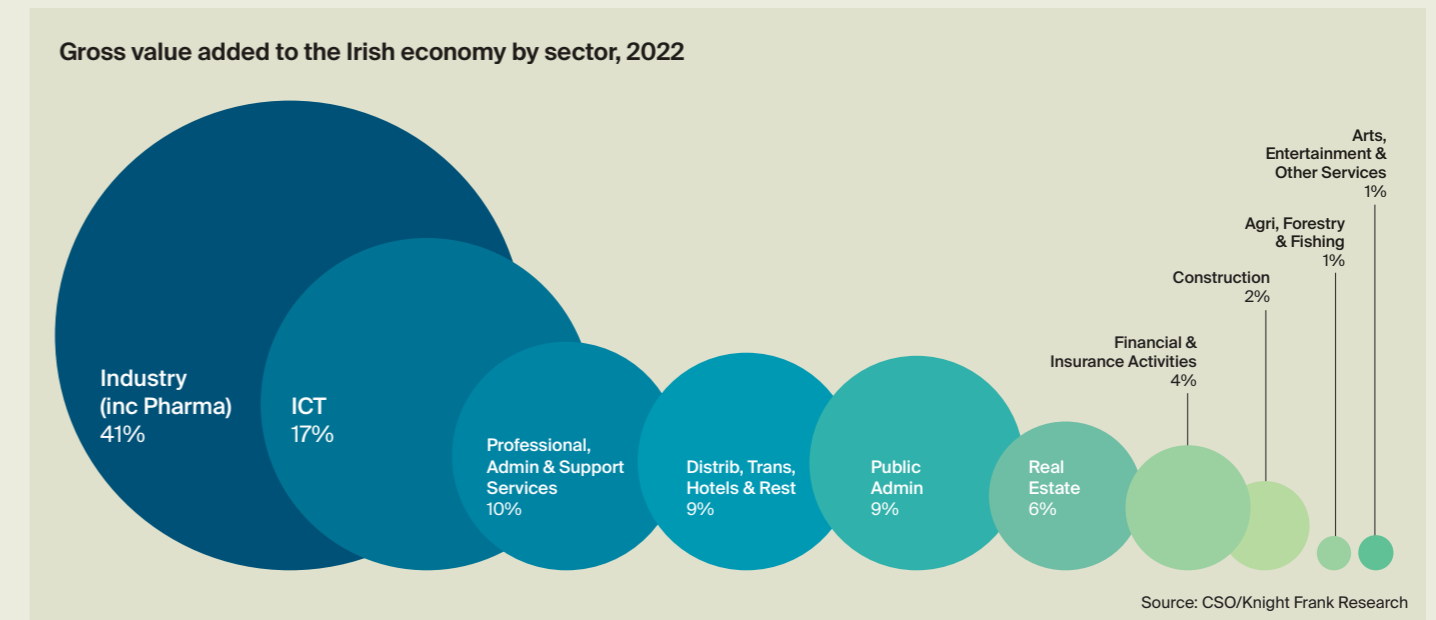 Gross value added to the Irish economy by sector, 2022
Industry
(inc Pharma)
41%
ICT
17%
Professional,
Admin & Support
Services
10%
Distrib, Trans,
Hotels & Rest
9%
Public
Admin
9%
Real
Estate
6%
Financial &
Insurance Activities
4%
Construction
2%
Agri, Forestry
& Fishing
1%
Arts,
Entertainment &
Other Services
1%
Source: CSO/Knight Frank Research